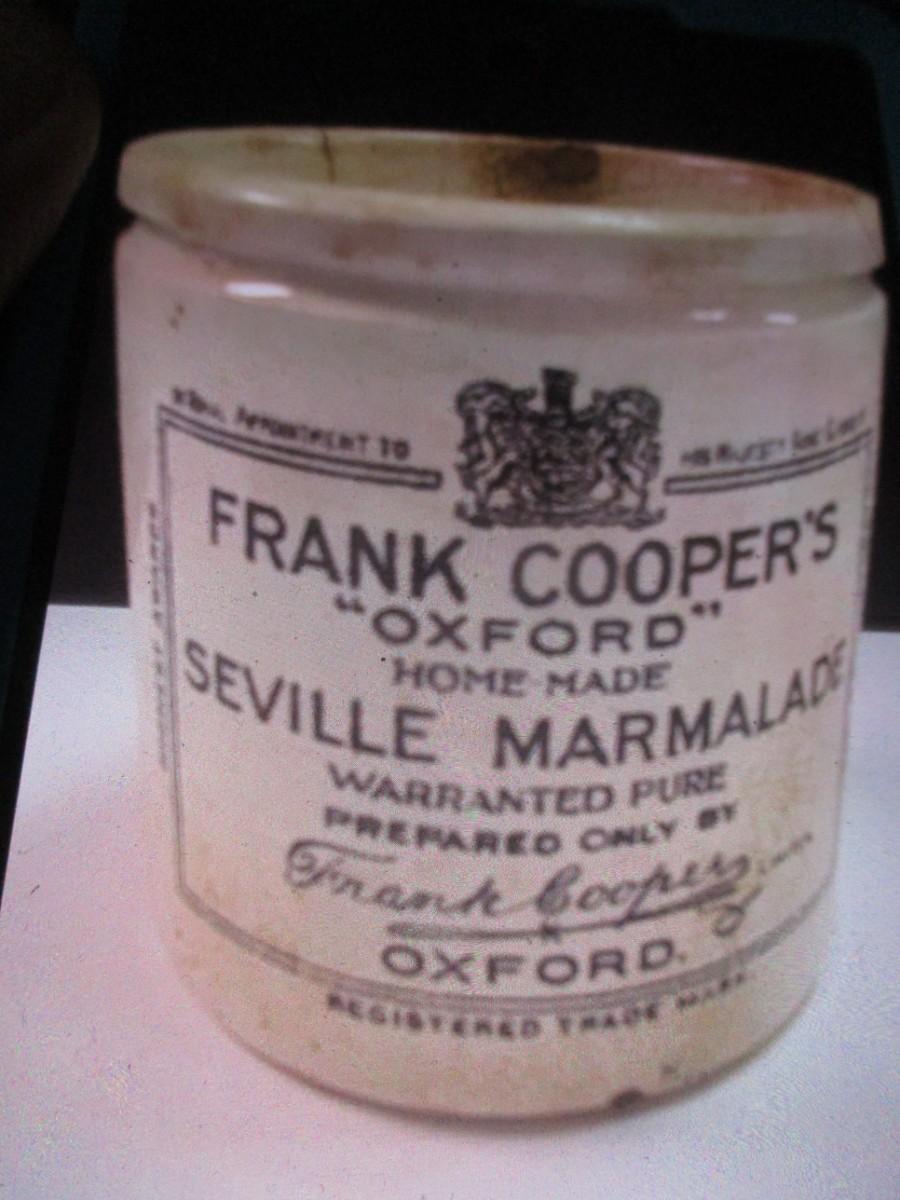 APPOINTMENT TO
FRANK COOPER'S
"OXFORD"
HOME-MADE
SEVILLE MARMALADE
WARRANTED PURE
PREPARED ONLY BY
Frank Cooper
OXFORD.
REGISTERED TRADE MARK